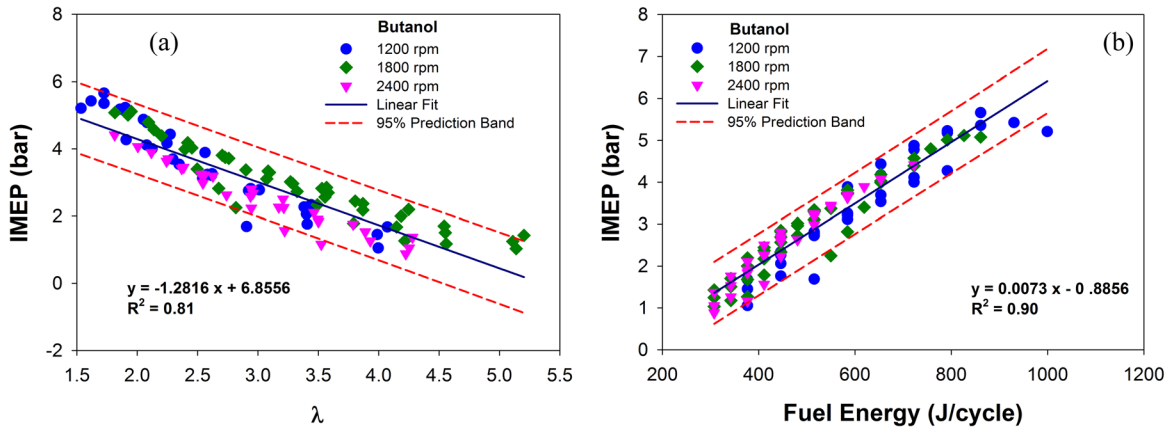 (a)
Butanol
1200 rpm
1800 rpm
2400 rpm
Linear Fit
95% Prediction Band
IMEP (bar)
8
6
4
2
0
-2
y = -1.2816 x + 6.8556
R² = 0.81
1.5 2.0 2.5 3.0 3.5 4.0 4.5 5.0 5.5
λ
(b)
Butanol
1200 rpm
1800 rpm
2400 rpm
Linear Fit
95% Prediction Band
IMEP (bar)
8
7
6
5
4
3
2
1
0
y = 0.0073 x - 0 .8856
R² = 0.90
200 400 600 800 1000 1200
Fuel Energy (J/cycle)